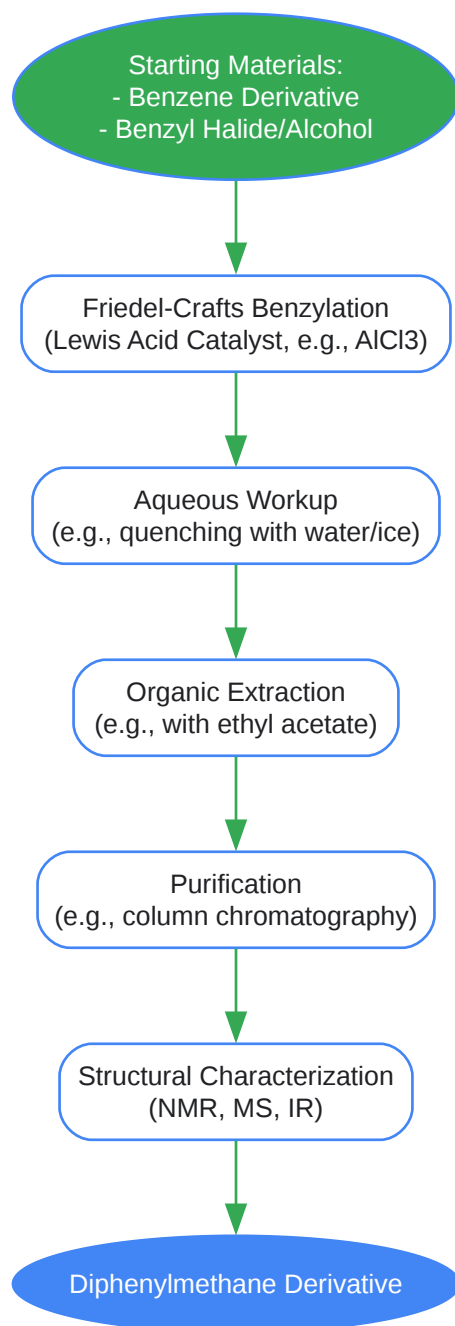 Starting Materials:
- Benzene Derivative
- Benzyl Halide/Alcohol
Friedel-Crafts Benzylation
(Lewis Acid Catalyst, e.g., AlCl3)
Aqueous Workup
(e.g., quenching with water/ice)
Organic Extraction
(e.g., with ethyl acetate)
Purification
(e.g., column chromatography)
Structural Characterization
(NMR, MS, IR)
Diphenylmethane Derivative